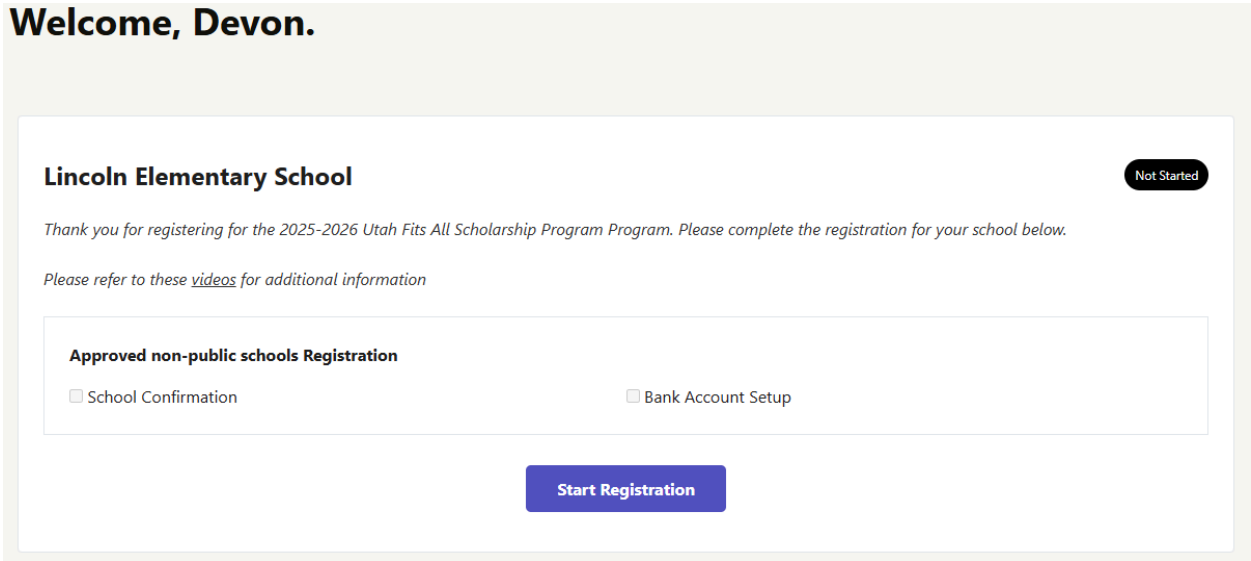 Welcome, Devon.
Lincoln Elementary School
Not Started
Thank you for registering for the 2025-2026 Utah Fits All Scholarship Program Program. Please complete the registration for your school below.
Please refer to these videos for additional information
Approved non-public schools Registration
School Confirmation
Bank Account Setup
Start Registration